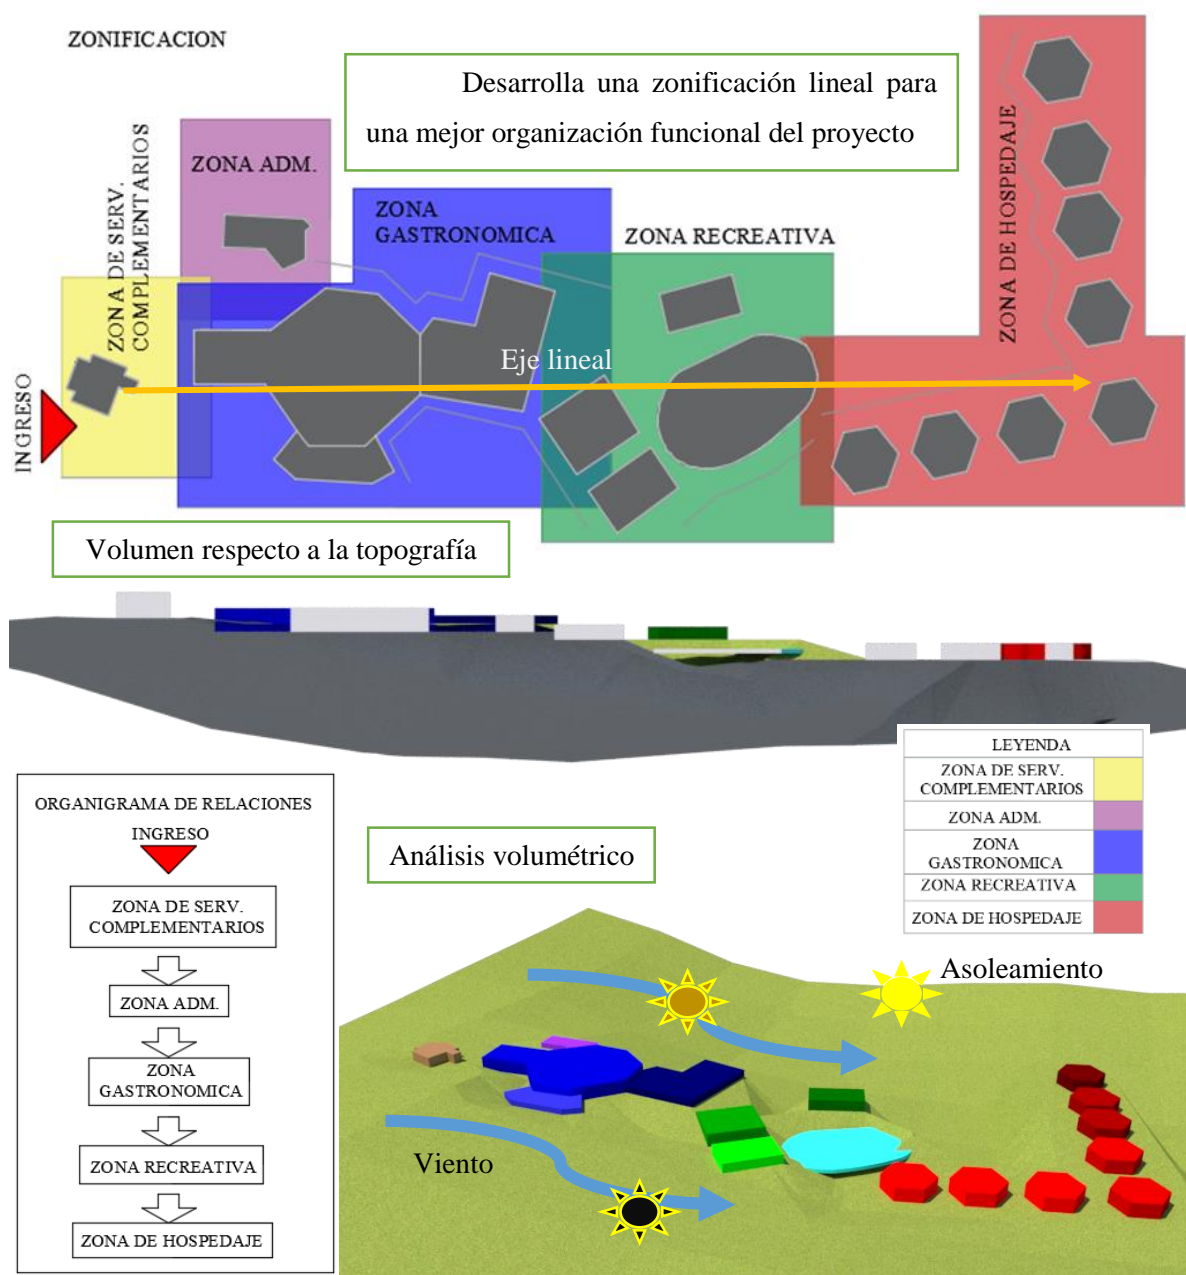 ZONIFICACION
Desarrolla una zonificación lineal para
una mejor organización funcional del proyecto
ZONA DE SERV.
COMPLEMENTARIOS
ZONA ADM.
ZONA
GASTRONOMICA
ZONA RECREATIVA
ZONA DE HOSPEDAJE
Eje lineal
INGRESO
Volumen respecto a la topografía
LEYENDA
ZONA DE SERV.
COMPLEMENTARIOS
ZONA ADM.
ZONA
GASTRONOMICA
ZONA RECREATIVA
ZONA DE HOSPEDAJE
ORGANIGRAMA DE RELACIONES
INGRESO
ZONA DE SERV.
COMPLEMENTARIOS
ZONA ADM.
ZONA
GASTRONOMICA
ZONA RECREATIVA
ZONA DE HOSPEDAJE
Análisis volumétrico
Asoleamiento
Viento